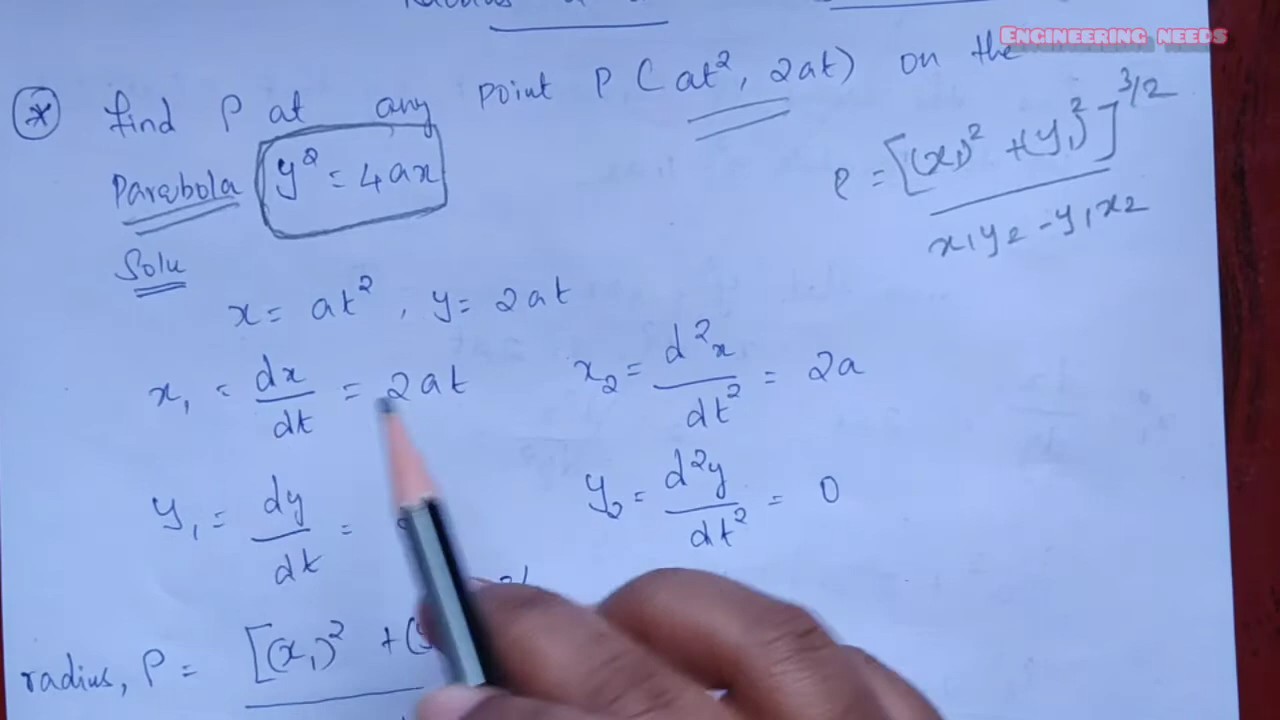 ENGINEERING NEEDS
* find ρ at any point P (at², 2at) on the
Parabola y² = 4ax
ρ = [(x₁)² + (y₁)²]^3/2 / x₁y₂ - y₁x₂
Solu
x = at² , y = 2at
x₁ = dx/dt = 2at x₂ = d²x/dt² = 2a
y₁ = dy/dt = y₂ = d²y/dt² = 0
radius, ρ = [(x₁)² + (